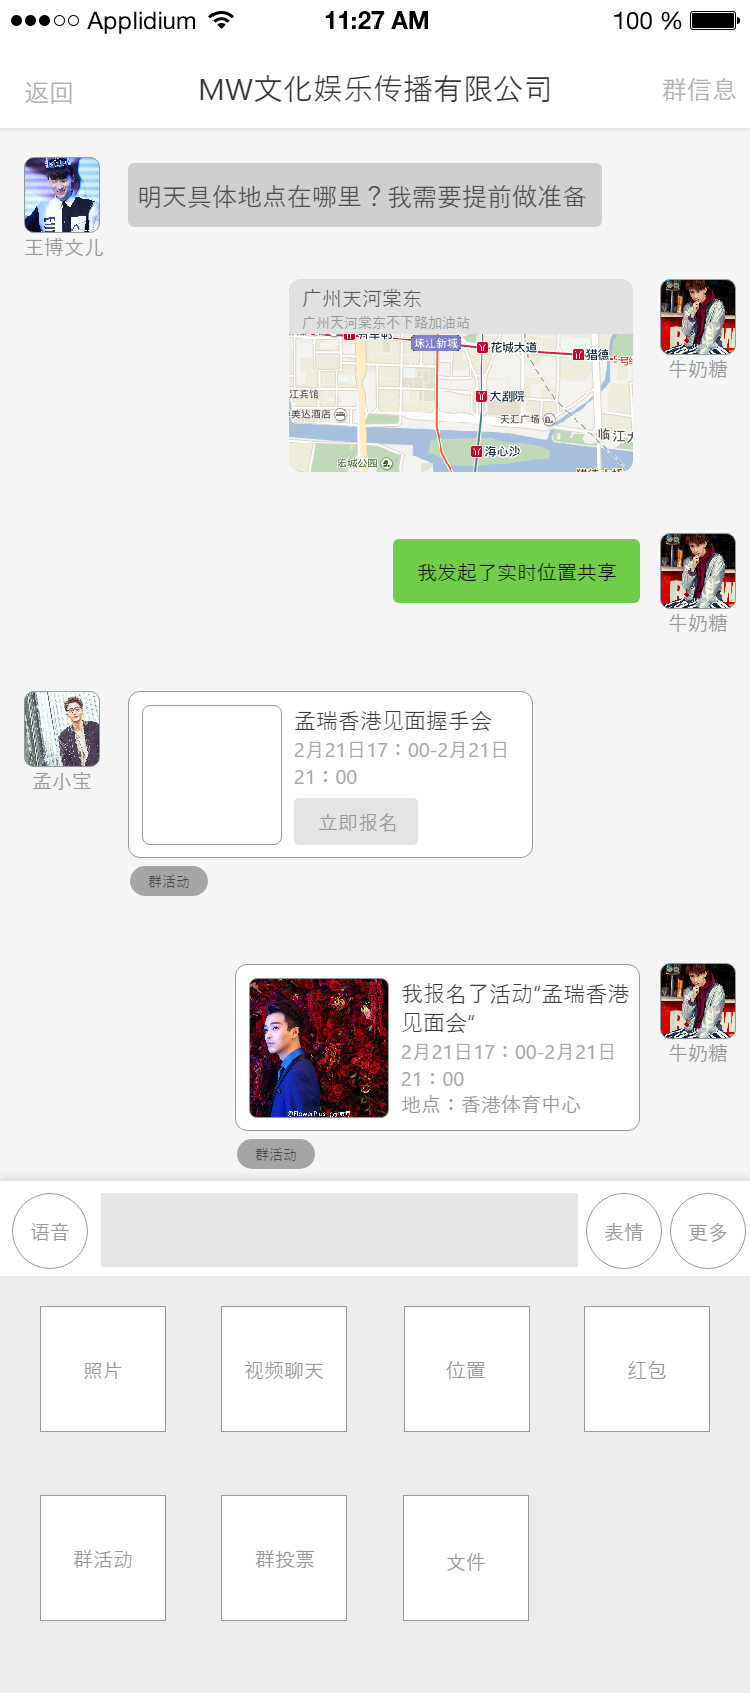 Applidium 11:27 AM 100 %
返回 MW文化娱乐传播有限公司 群信息
明天具体地点在哪里？我需要提前做准备
王博文儿
广州天河棠东
广州天河棠东不下路加油站
珠江新城
花城大道
猎德
江宾馆
大剧院
美达酒店
天汇广场
临江大
海心沙
宏城公园
牛奶糖
我发起了实时位置共享
牛奶糖
孟小宝
孟瑞香港见面握手会
2月21日17：00-2月21日
21：00
立即报名
群活动
我报名了活动“孟瑞香港
见面会“
2月21日17：00-2月21日
21：00
地点：香港体育中心
牛奶糖
群活动
语音 表情 更多
照片 视频聊天 位置 红包
群活动 群投票 文件